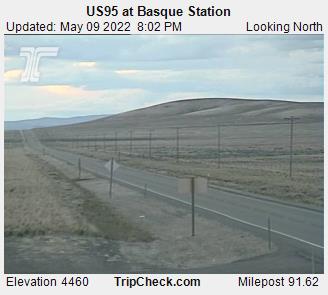 US95 at Basque Station
Updated: May 09 2022 8:02 PM Looking North
Elevation 4460 TripCheck.com Milepost 91.62